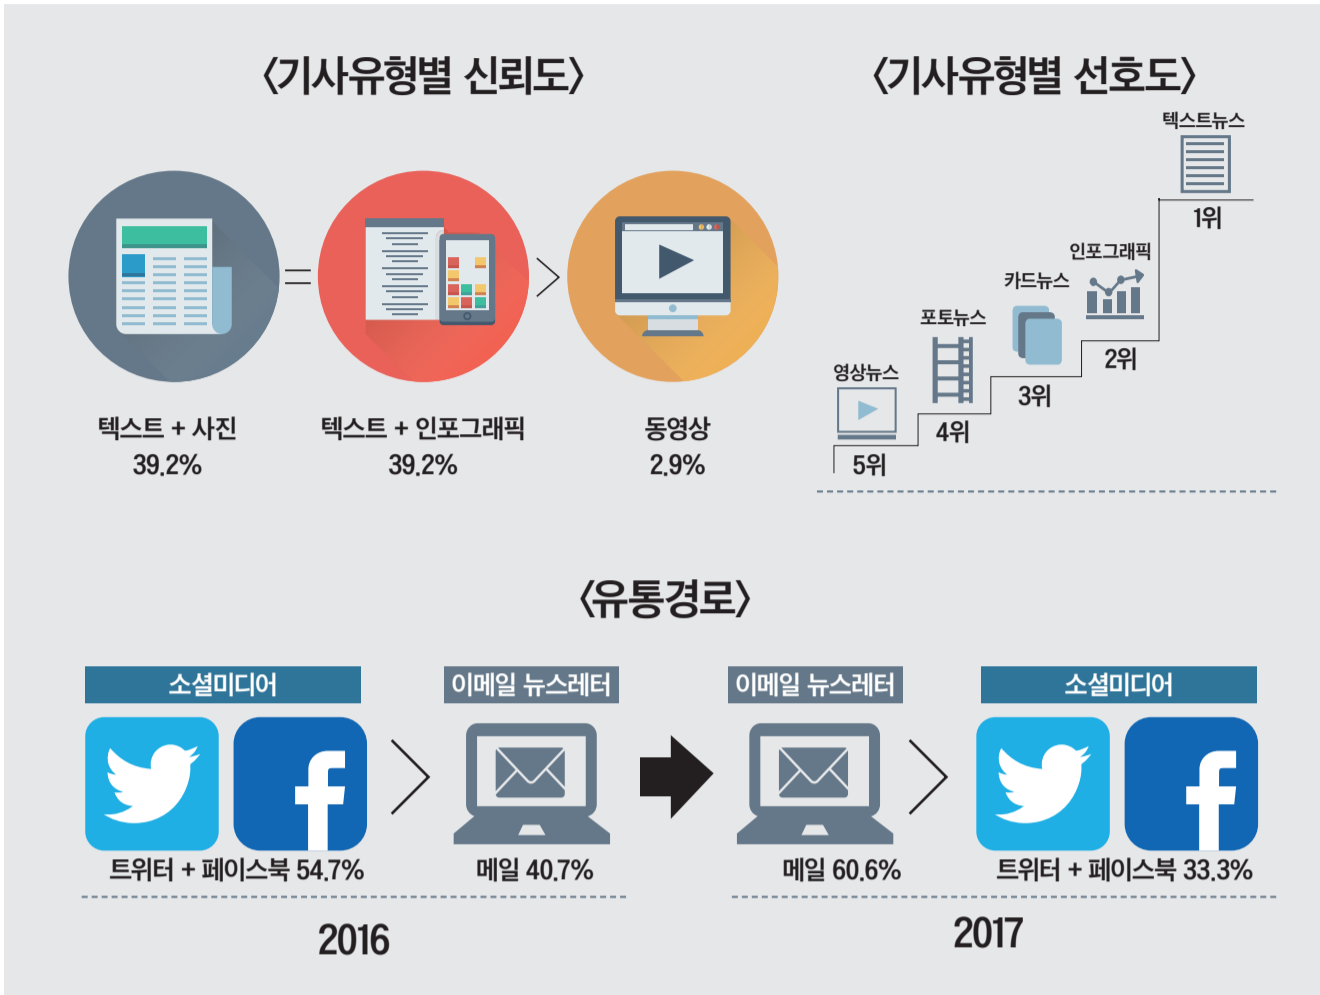 〈기사유형별 신뢰도〉
텍스트 + 사진
39.2%
=
텍스트 + 인포그래픽
39.2%
>
동영상
2.9%
〈기사유형별 선호도〉
텍스트뉴스
1위
인포그래픽
2위
카드뉴스
3위
포토뉴스
4위
영상뉴스
5위
〈유통경로〉
소셜미디어
트위터 + 페이스북 54.7%
>
이메일 뉴스레터
메일 40.7%
2016
이메일 뉴스레터
메일 60.6%
>
소셜미디어
트위터 + 페이스북 33.3%
2017